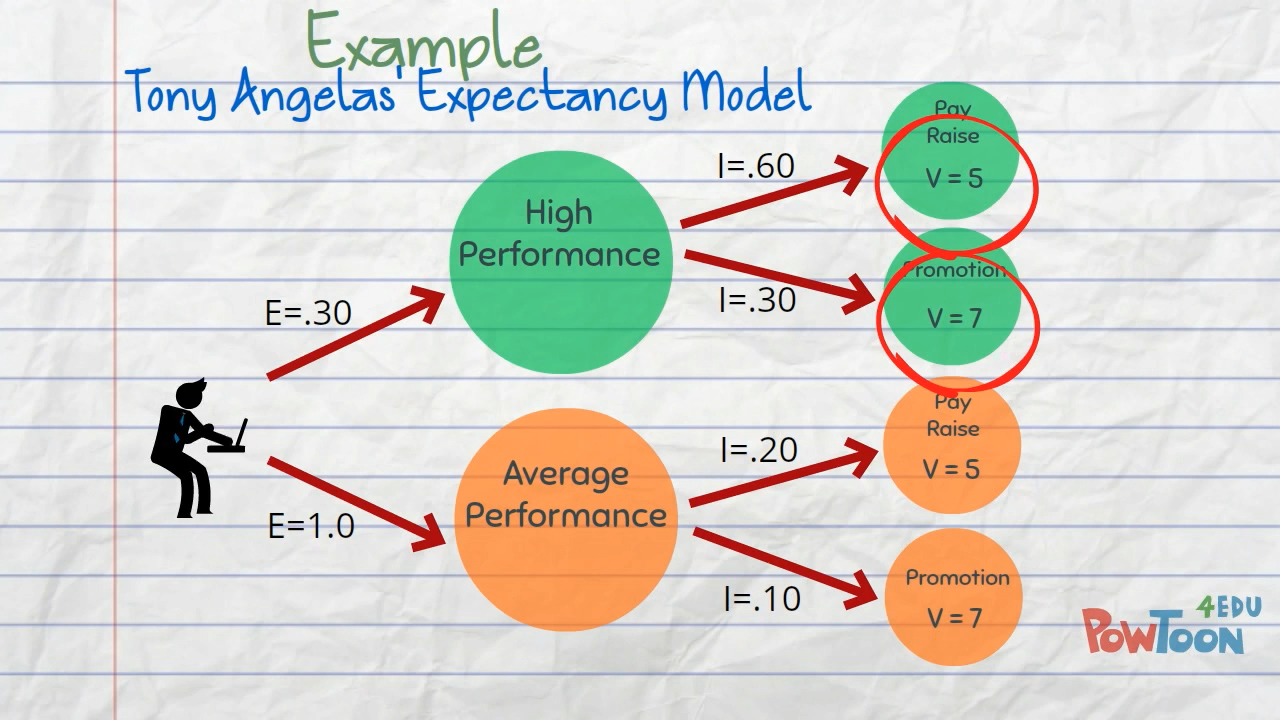 Example
Tony Angelas' Expectancy Model
E=.30
High
Performance
I=.60
Pay
Raise
V = 5
I=.30
Promotion
V = 7
E=1.0
Average
Performance
I=.20
Pay
Raise
V = 5
I=.10
Promotion
V = 7
4EDU
POWTOON